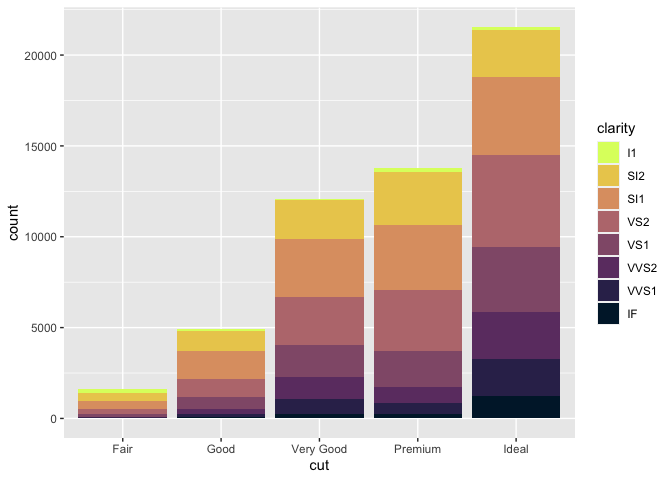 20000
15000
10000
5000
0
count
Fair
Good
Very Good
Premium
Ideal
cut
clarity
I1
SI2
SI1
VS2
VS1
VVS2
VVS1
IF